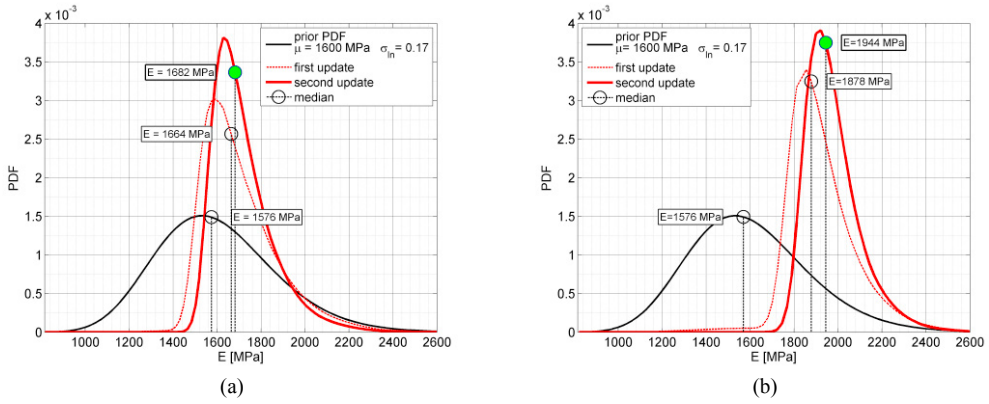 × 10⁻³
4
3.5
3
2.5
2
1.5
1
0.5
0
PDF
prior PDF
μ = 1600 MPa σ_ln = 0.17
first update
second update
median
E = 1682 MPa
E = 1664 MPa
E = 1576 MPa
1000 1200 1400 1600 1800 2000 2200 2400 2600
E [MPa]
(a)
× 10⁻³
4
3.5
3
2.5
2
1.5
1
0.5
0
PDF
prior PDF
μ= 1600 MPa σ_ln = 0.17
first update
second update
median
E=1944 MPa
E=1878 MPa
E=1576 MPa
1000 1200 1400 1600 1800 2000 2200 2400 2600
E [MPa]
(b)